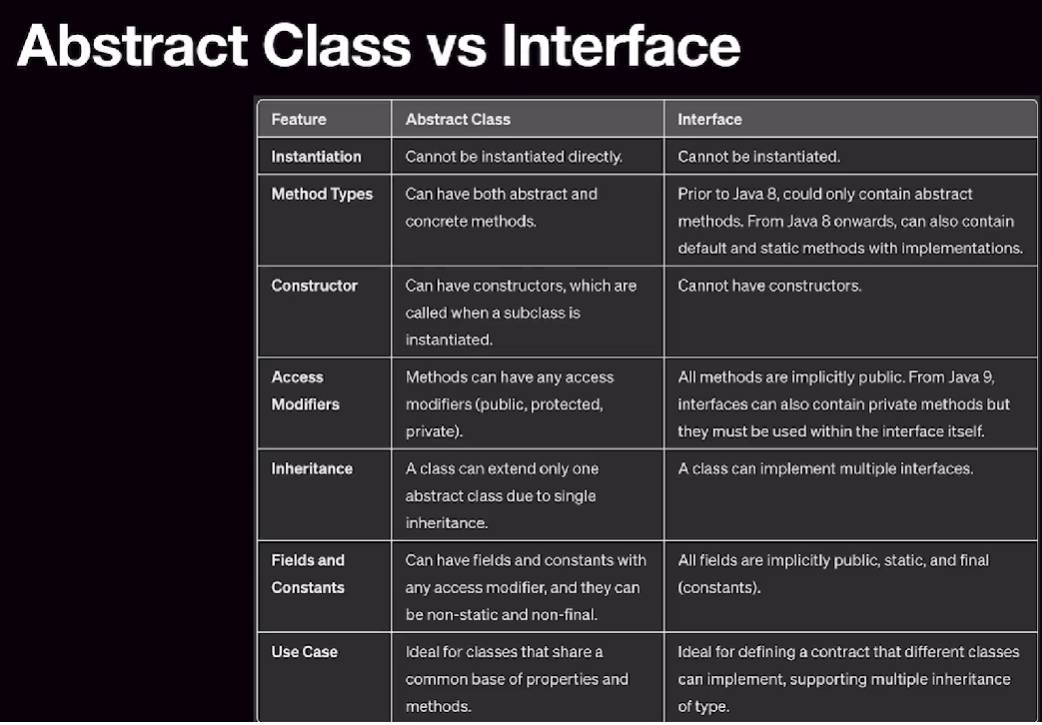 Abstract Class vs Interface
Feature Abstract Class Interface
Instantiation Cannot be instantiated directly. Cannot be instantiated.
Method Types Can have both abstract and Prior to Java 8, could only contain abstract
concrete methods. methods. From Java 8 onwards, can also contain
default and static methods with implementations.
Constructor Can have constructors, which are Cannot have constructors.
called when a subclass is
instantiated.
Access Methods can have any access All methods are implicitly public. From Java 9,
Modifiers modifiers (public, protected, interfaces can also contain private methods but
private). they must be used within the interface itself.
Inheritance A class can extend only one A class can implement multiple interfaces.
abstract class due to single
inheritance.
Fields and Can have fields and constants with All fields are implicitly public, static, and final
Constants any access modifier, and they can (constants).
be non-static and non-final.
Use Case Ideal for classes that share a Ideal for defining a contract that different classes
common base of properties and can implement, supporting multiple inheritance
methods. of type.